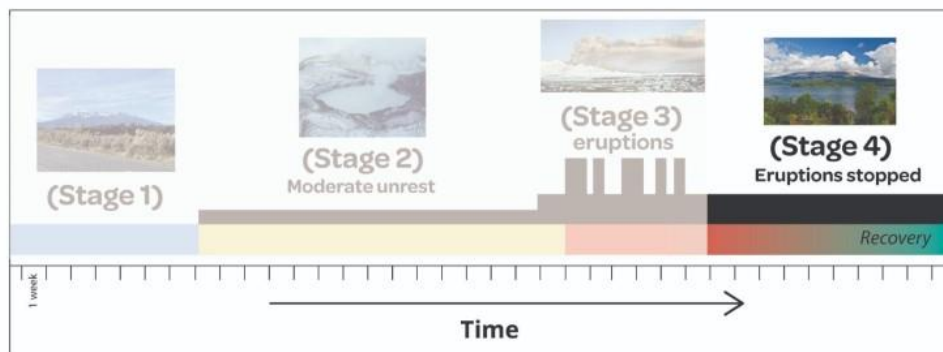 (Stage 1)
(Stage 2)
Moderate unrest
(Stage 3)
eruptions
(Stage 4)
Eruptions stopped
Recovery
1 week
Time